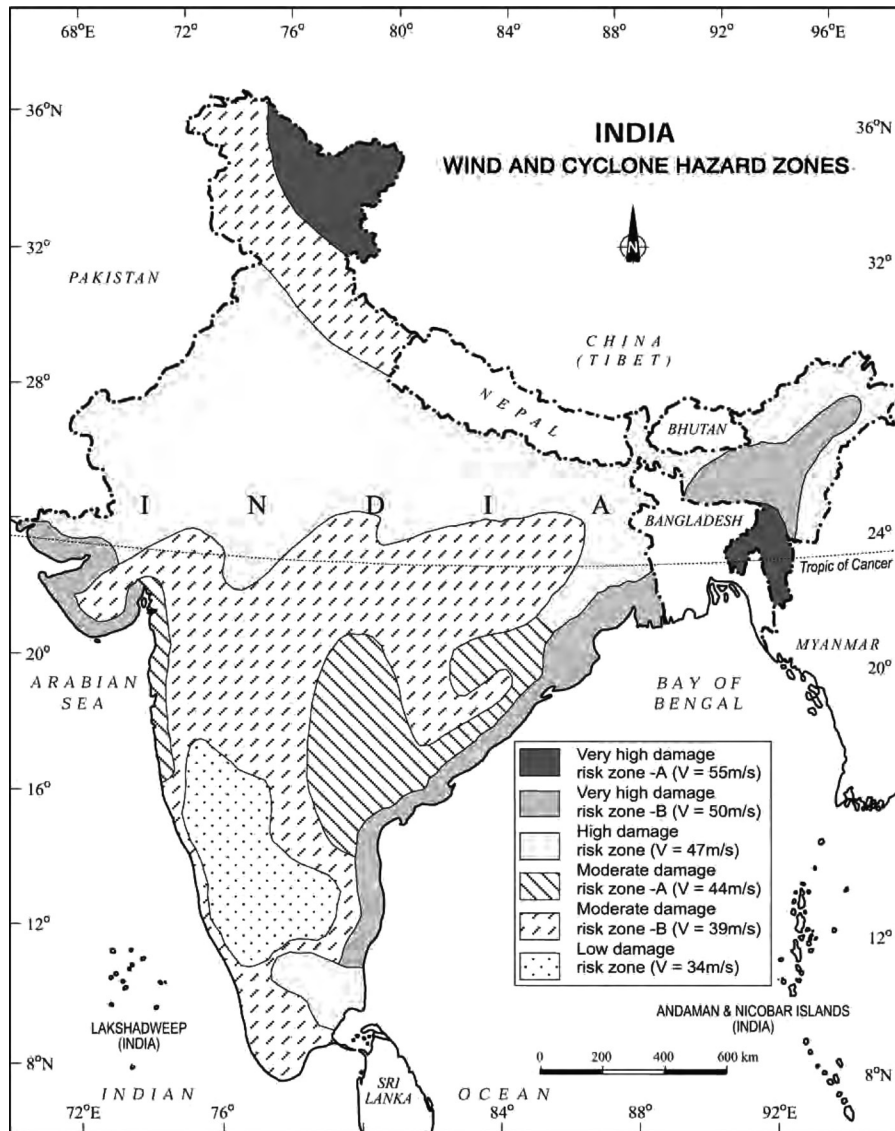 68°E 72° 76° 80° 84° 88° 92° 96°E
36°N
36°N
INDIA
WIND AND CYCLONE HAZARD ZONES
N
32°
32°
PAKISTAN
CHINA
(TIBET)
28°
NEPAL
BHUTAN
INDIA
BANGLADESH
24°
24°
Tropic of Cancer
MYANMAR
20°
20°
ARABIAN
SEA
BAY OF
BENGAL
Very high damage
risk zone -A (V = 55m/s)
Very high damage
risk zone -B (V = 50m/s)
High damage
risk zone (V = 47m/s)
Moderate damage
risk zone -A (V = 44m/s)
Moderate damage
risk zone -B (V = 39m/s)
Low damage
risk zone (V = 34m/s)
16°
16°
12°
12°
LAKSHADWEEP
(INDIA)
ANDAMAN & NICOBAR ISLANDS
(INDIA)
0 200 400 600 km
8°N
8°N
SRI
LANKA
INDIAN OCEAN
72°E 76° 80° 84° 88° 92°E